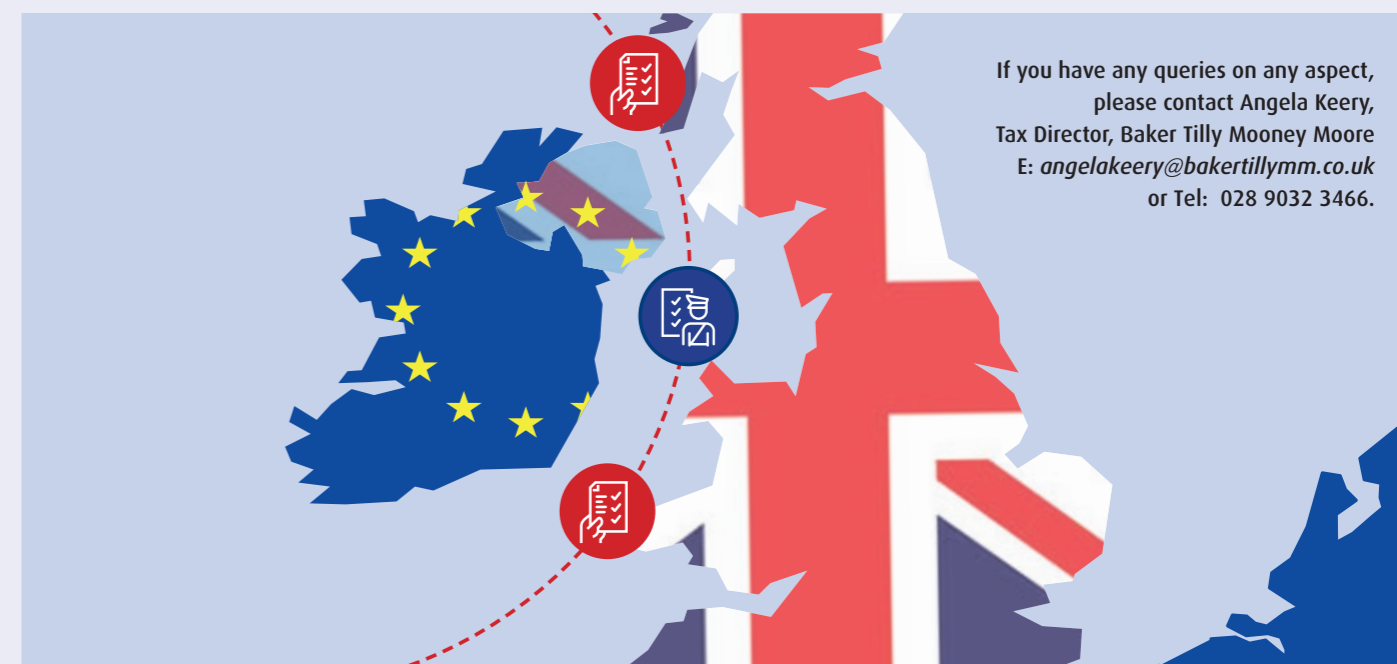 If you have any queries on any aspect,
please contact Angela Keery,
Tax Director, Baker Tilly Mooney Moore
E: angelakeery@bakertillymm.co.uk
or Tel: 028 9032 3466.